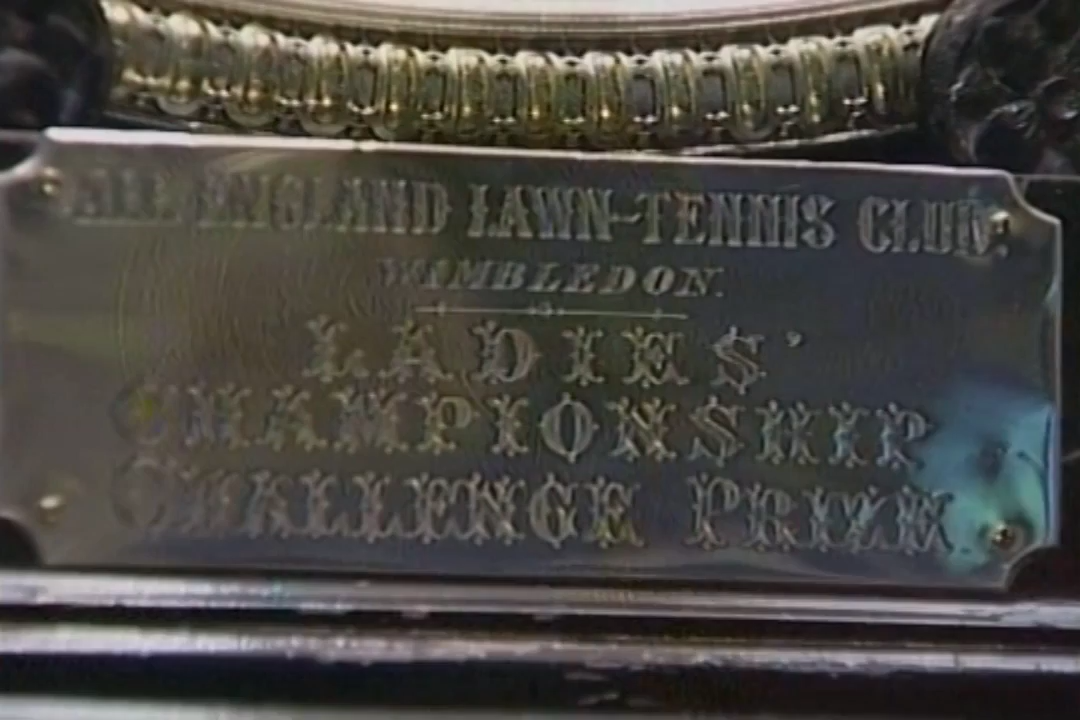 ALL ENGLAND LAWN-TENNIS CLUB.
WIMBLEDON.
LADIES'
CHAMPIONSHIP
CHALLENGE PRIZE